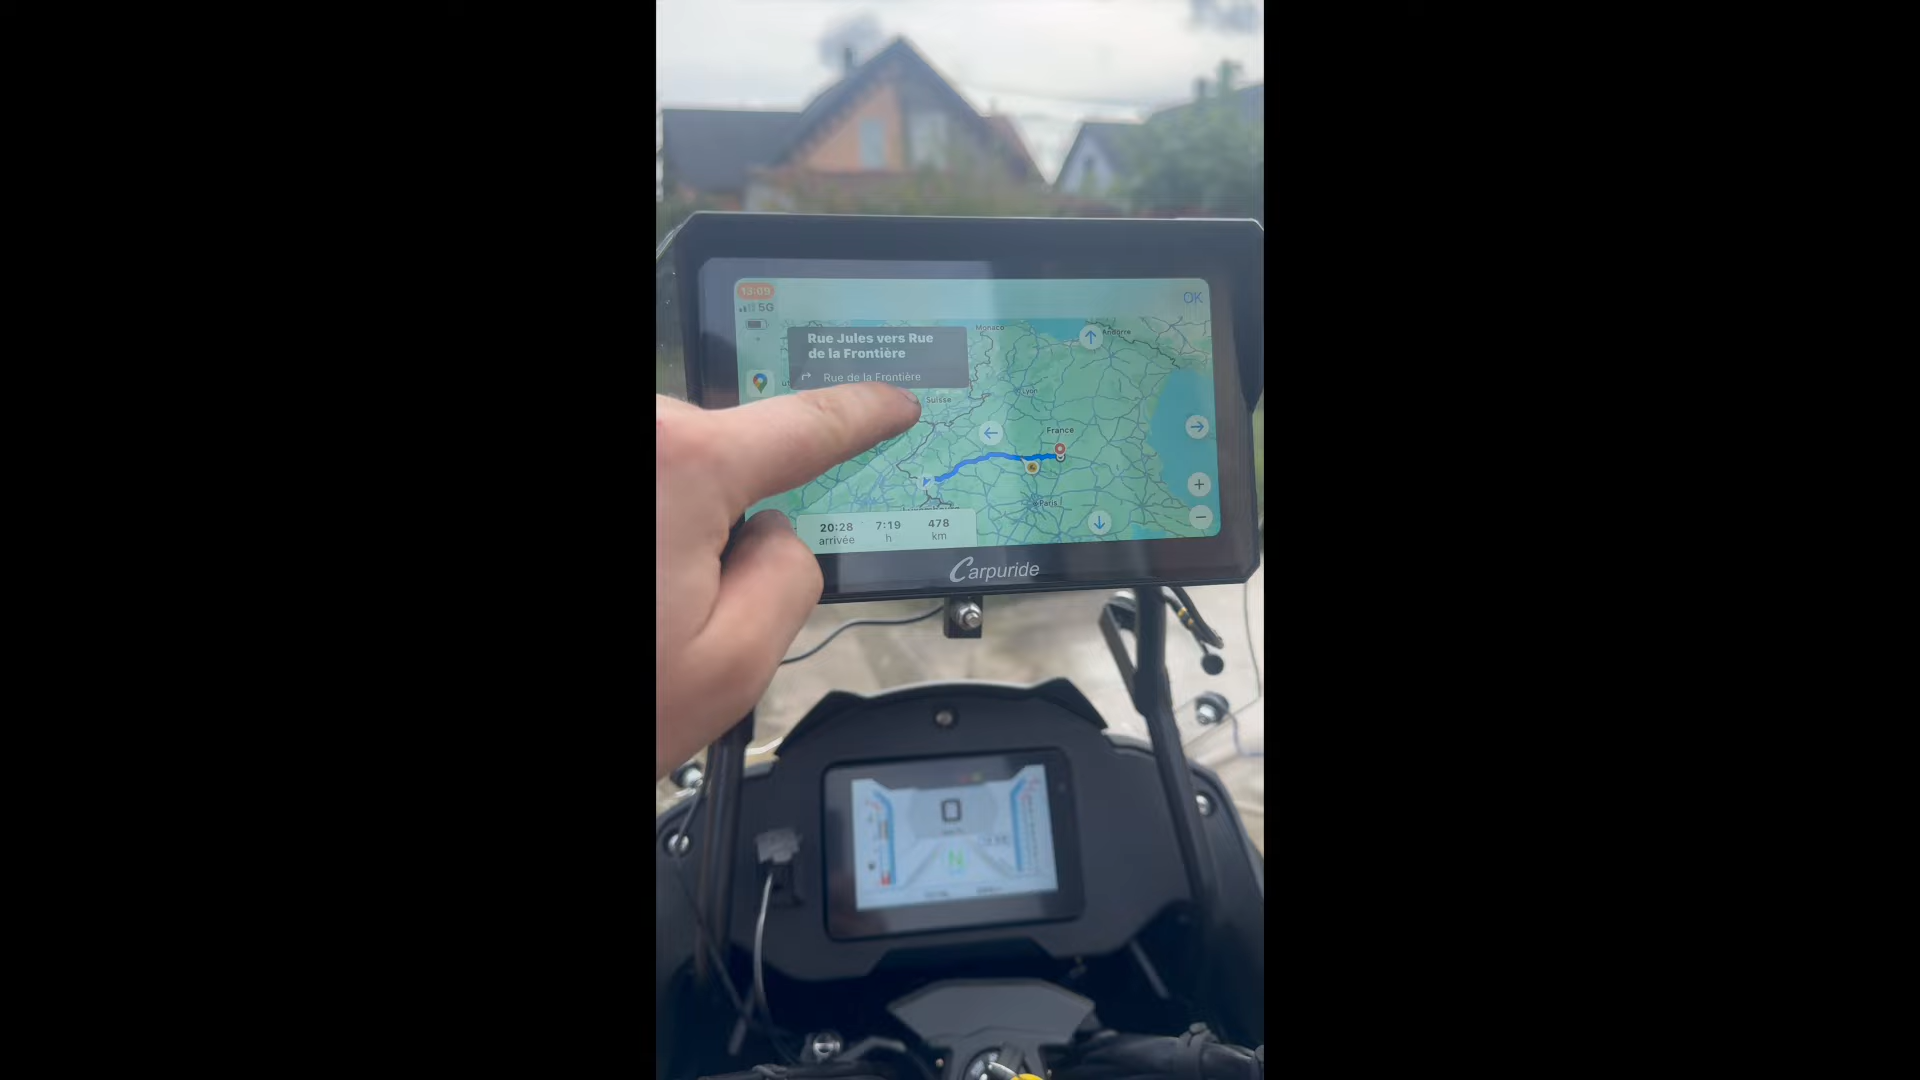 13:09
5G
OK
Monaco
Andorre
Rue Jules vers Rue
de la Frontière
Rue de la Frontière
Lyon
Suisse
France
Paris
20:28 7:19 478
arrivée h km
Carpuride
0
N